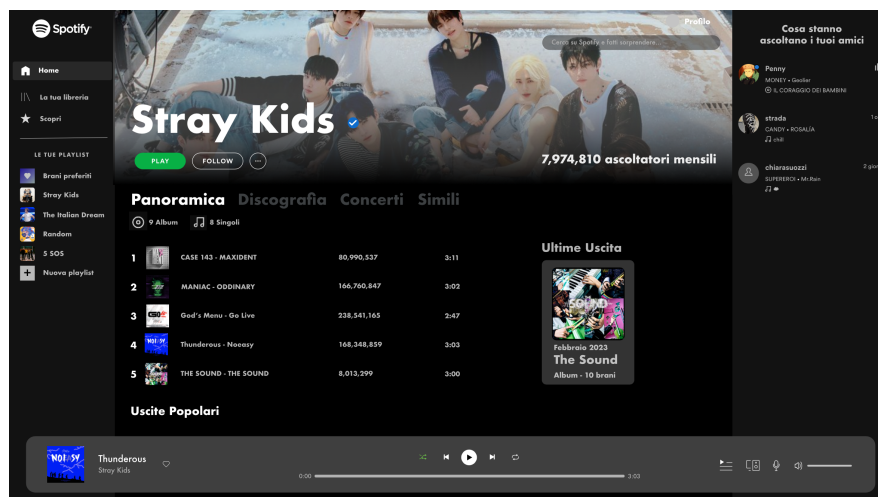 Spotify
Home
La tua libreria
Scopri
LE TUE PLAYLIST
Brani preferiti
Stray Kids
The Italian Dream
Random
5 SOS
Nuova playlist
Profilo
Cerca su Spotify e fatti sorprendere...
Stray Kids
PLAY
FOLLOW
7,974,810 ascoltatori mensili
Panoramica Discografia Concerti Simili
9 Album 8 Singoli
1 CASE 143 - MAXIDENT 80,990,537 3:11
2 MANIAC - ODDINARY 166,760,847 3:02
3 God's Menu - Go Live 238,541,165 2:47
4 Thunderous - Noeasy 168,348,859 3:03
5 THE SOUND - THE SOUND 8,013,299 3:00
Ultime Uscita
SOUND
Febbraio 2023
The Sound
Album - 10 brani
Uscite Popolari
Cosa stanno
ascoltano i tuoi amici
Penny
MONEY • Geolier
IL CORAGGIO DEI BAMBINI
strada
CANDY • ROSALÍA
chill
chiarasuozzi
SUPEREROI • Mr.Rain
NOEASY
Thunderous
Stray Kids
0:00
3:03